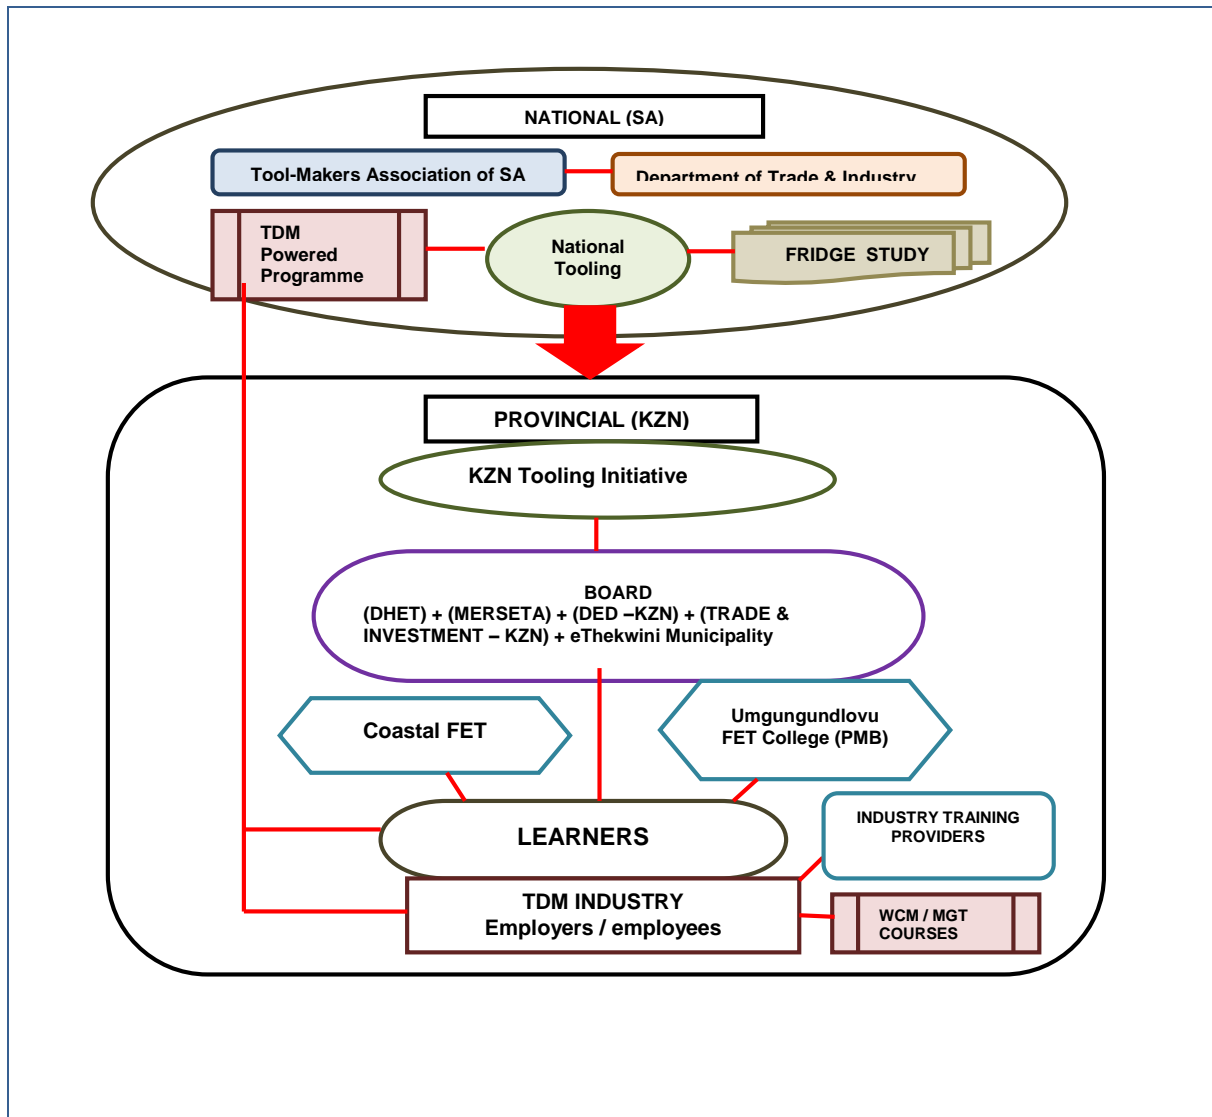 NATIONAL (SA)
Tool-Makers Association of SA
Department of Trade & Industry
TDM
Powered
Programme
National
Tooling
FRIDGE STUDY
PROVINCIAL (KZN)
KZN Tooling Initiative
BOARD
(DHET) + (MERSETA) + (DED –KZN) + (TRADE &
INVESTMENT – KZN) + eThekwini Municipality
Coastal FET
Umgungundlovu
FET College (PMB)
LEARNERS
INDUSTRY TRAINING
PROVIDERS
TDM INDUSTRY
Employers / employees
WCM / MGT
COURSES